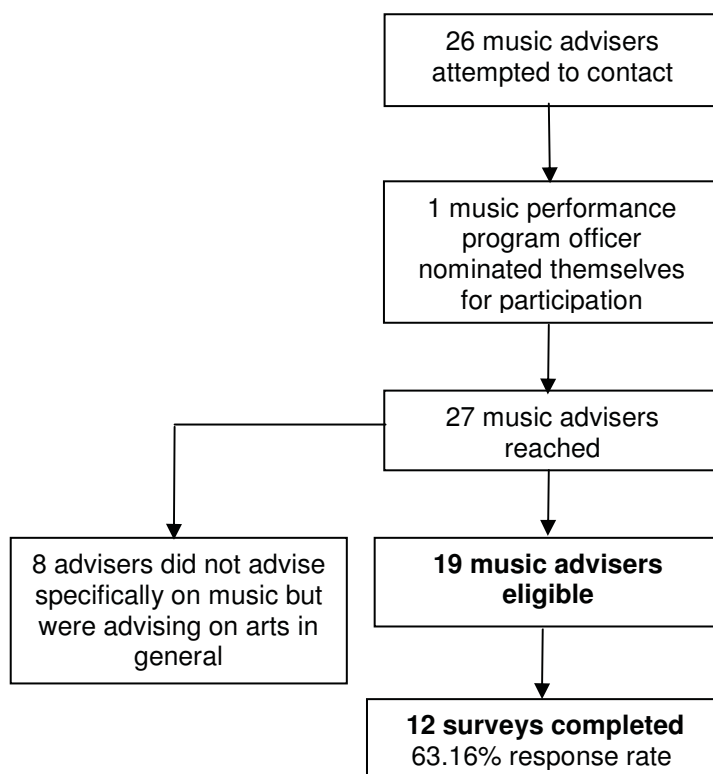 26 music advisers
attempted to contact
1 music performance
program officer
nominated themselves
for participation
27 music advisers
reached
8 advisers did not advise
specifically on music but
were advising on arts in
general
19 music advisers
eligible
12 surveys completed
63.16% response rate